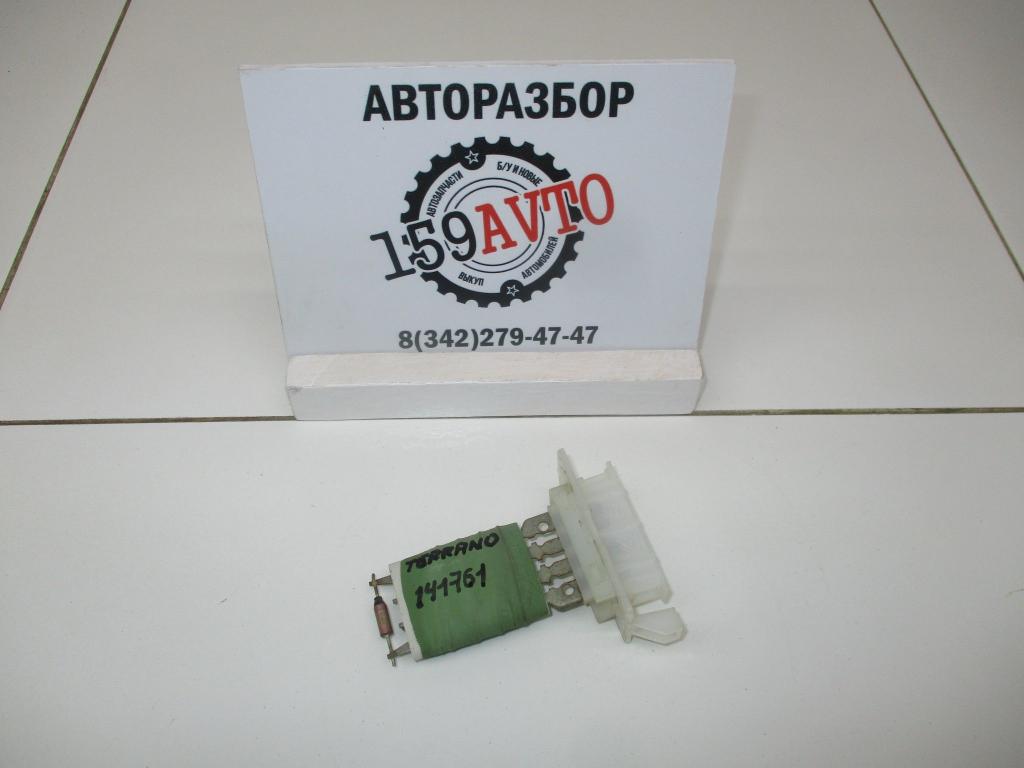 АВТОРАЗБОР
АВТОЗАПЧАСТИ
Б/У И НОВЫЕ
159AVTO
ВЫКУП
АВТОМОБИЛЕЙ
8(342)279-47-47
TERRANO
141761